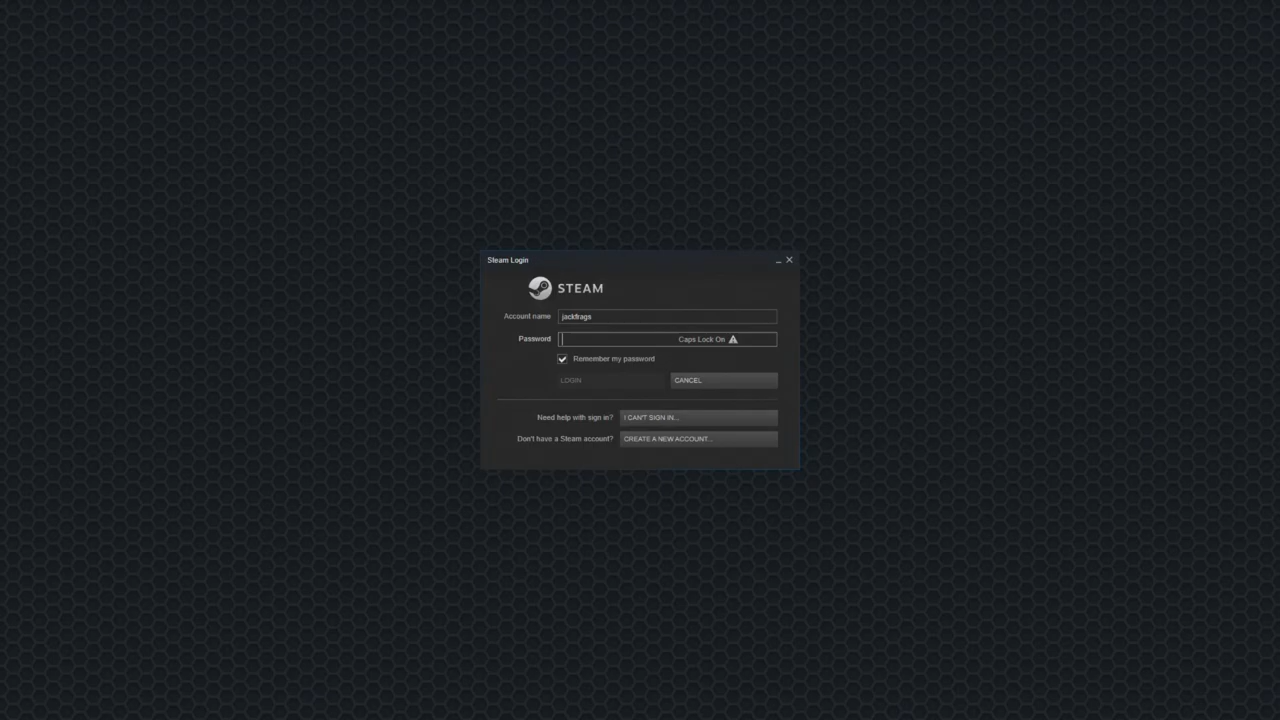 Steam Login
STEAM
Account name jackfrags
Password Caps Lock On
Remember my password
LOGIN CANCEL
Need help with sign in? I CAN'T SIGN IN...
Don't have a Steam account? CREATE A NEW ACCOUNT...